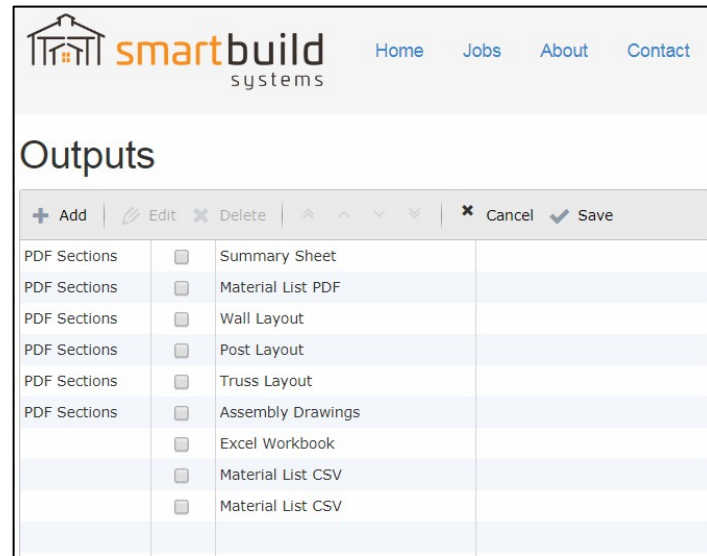 smartbuild
systems
Home Jobs About Contact
Outputs
Add Edit Delete Cancel Save
PDF Sections Summary Sheet
PDF Sections Material List PDF
PDF Sections Wall Layout
PDF Sections Post Layout
PDF Sections Truss Layout
PDF Sections Assembly Drawings
Excel Workbook
Material List CSV
Material List CSV